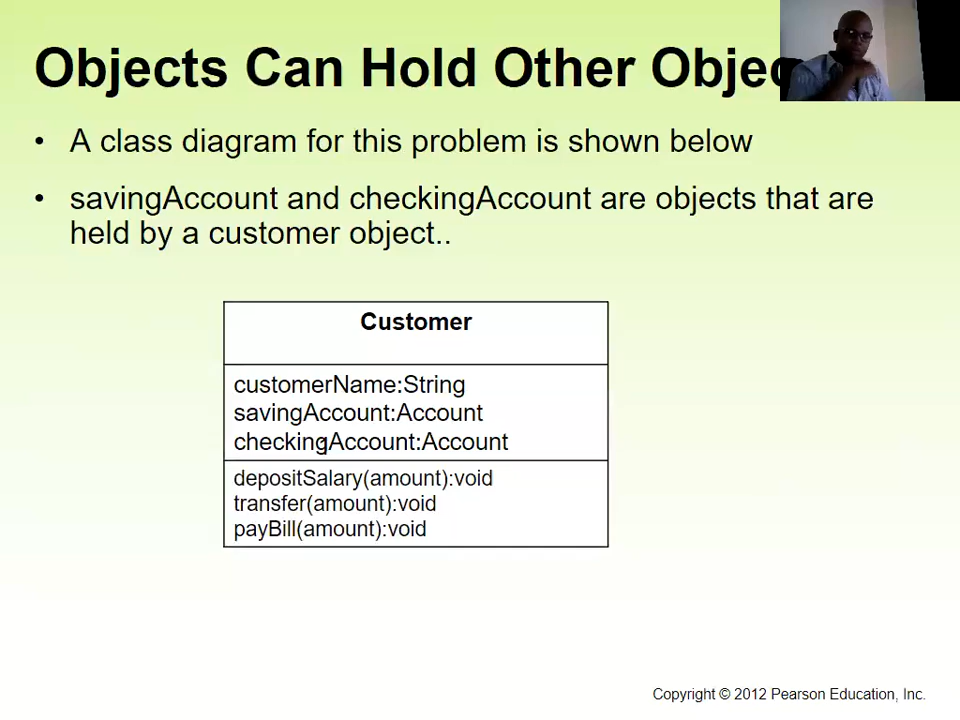 Objects Can Hold Other Objec
• A class diagram for this problem is shown below
• savingAccount and checkingAccount are objects that are
held by a customer object..
Customer
customerName:String
savingAccount:Account
checkingAccount:Account
depositSalary(amount):void
transfer(amount):void
payBill(amount):void
Copyright © 2012 Pearson Education, Inc.